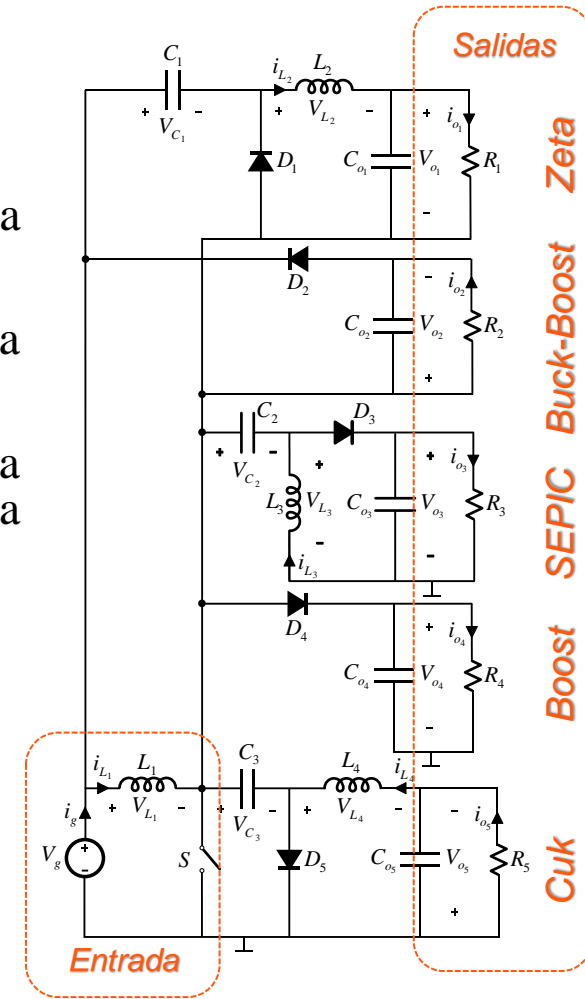 Salidas
C1
+ VC1 -
iL2 L2
+ VL2 -
D1
Co1
+ Vo1 -
io1
R1
Zeta
a
D2
Co2
- Vo2 +
io2
R2
Buck-Boost
a
C2
+ VC2 -
D3
L3
+ VL3 -
iL3
Co3
+ Vo3 -
io3
R3
SEPIC
a
a
D4
Co4
+ Vo4 -
io4
R4
Boost
iL1 L1
+ VL1 -
ig
Vg
+
-
S
C3
+ VC3 -
D5
L4
+ VL4 -
iL4
Co5
- Vo5 +
io5
R5
Cuk
Entrada